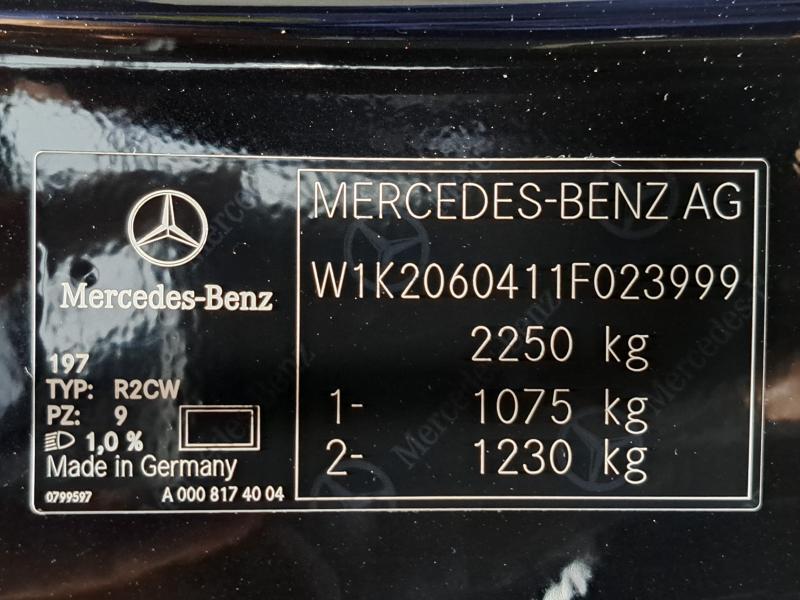 Mercedes-Benz
197
TYP: R2CW
PZ: 9
1,0 %
Made in Germany
0799597 A 000 817 40 04
MERCEDES-BENZ AG
W1K2060411F023999
2250 kg
1- 1075 kg
2- 1230 kg